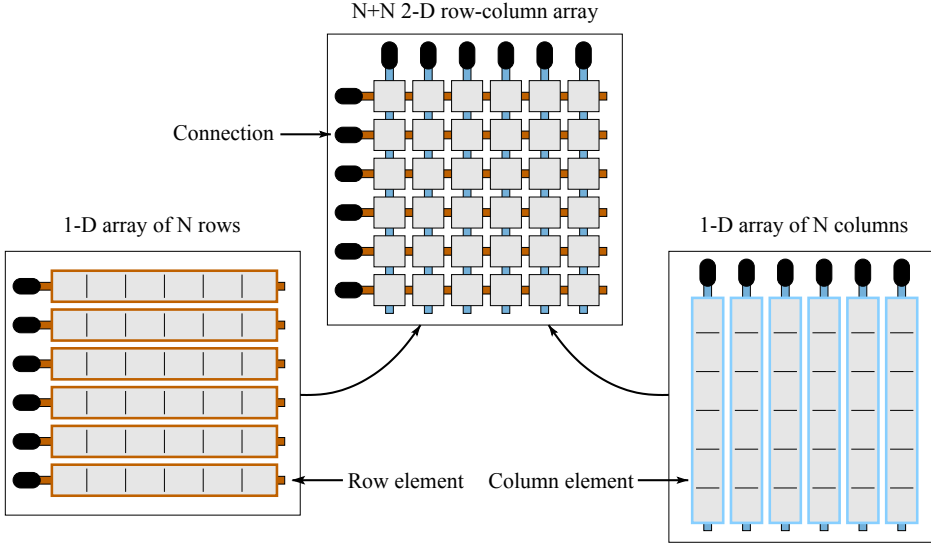 N+N 2-D row-column array
Connection
1-D array of N rows
1-D array of N columns
Row element
Column element